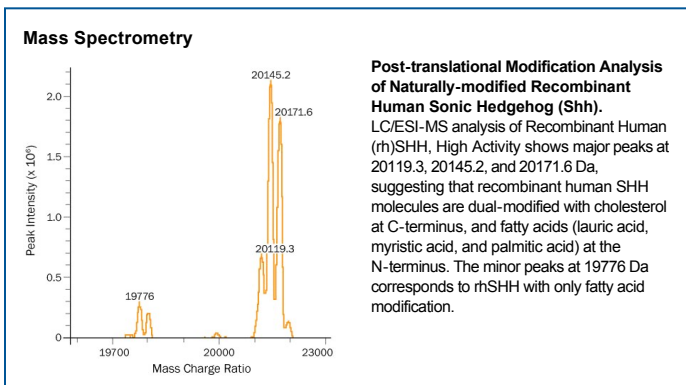 Mass Spectrometry
Peak Intensity (x 10⁶)
2.0
1.5
1.0
0.5
0
20145.2
20171.6
20119.3
19776
19700
20000
23000
Mass Charge Ratio
Post-translational Modification Analysis
of Naturally-modified Recombinant
Human Sonic Hedgehog (Shh).
LC/ESI-MS analysis of Recombinant Human
(rh)SHH, High Activity shows major peaks at
20119.3, 20145.2, and 20171.6 Da,
suggesting that recombinant human SHH
molecules are dual-modified with cholesterol
at C-terminus, and fatty acids (lauric acid,
myristic acid, and palmitic acid) at the
N-terminus. The minor peaks at 19776 Da
corresponds to rhSHH with only fatty acid
modification.